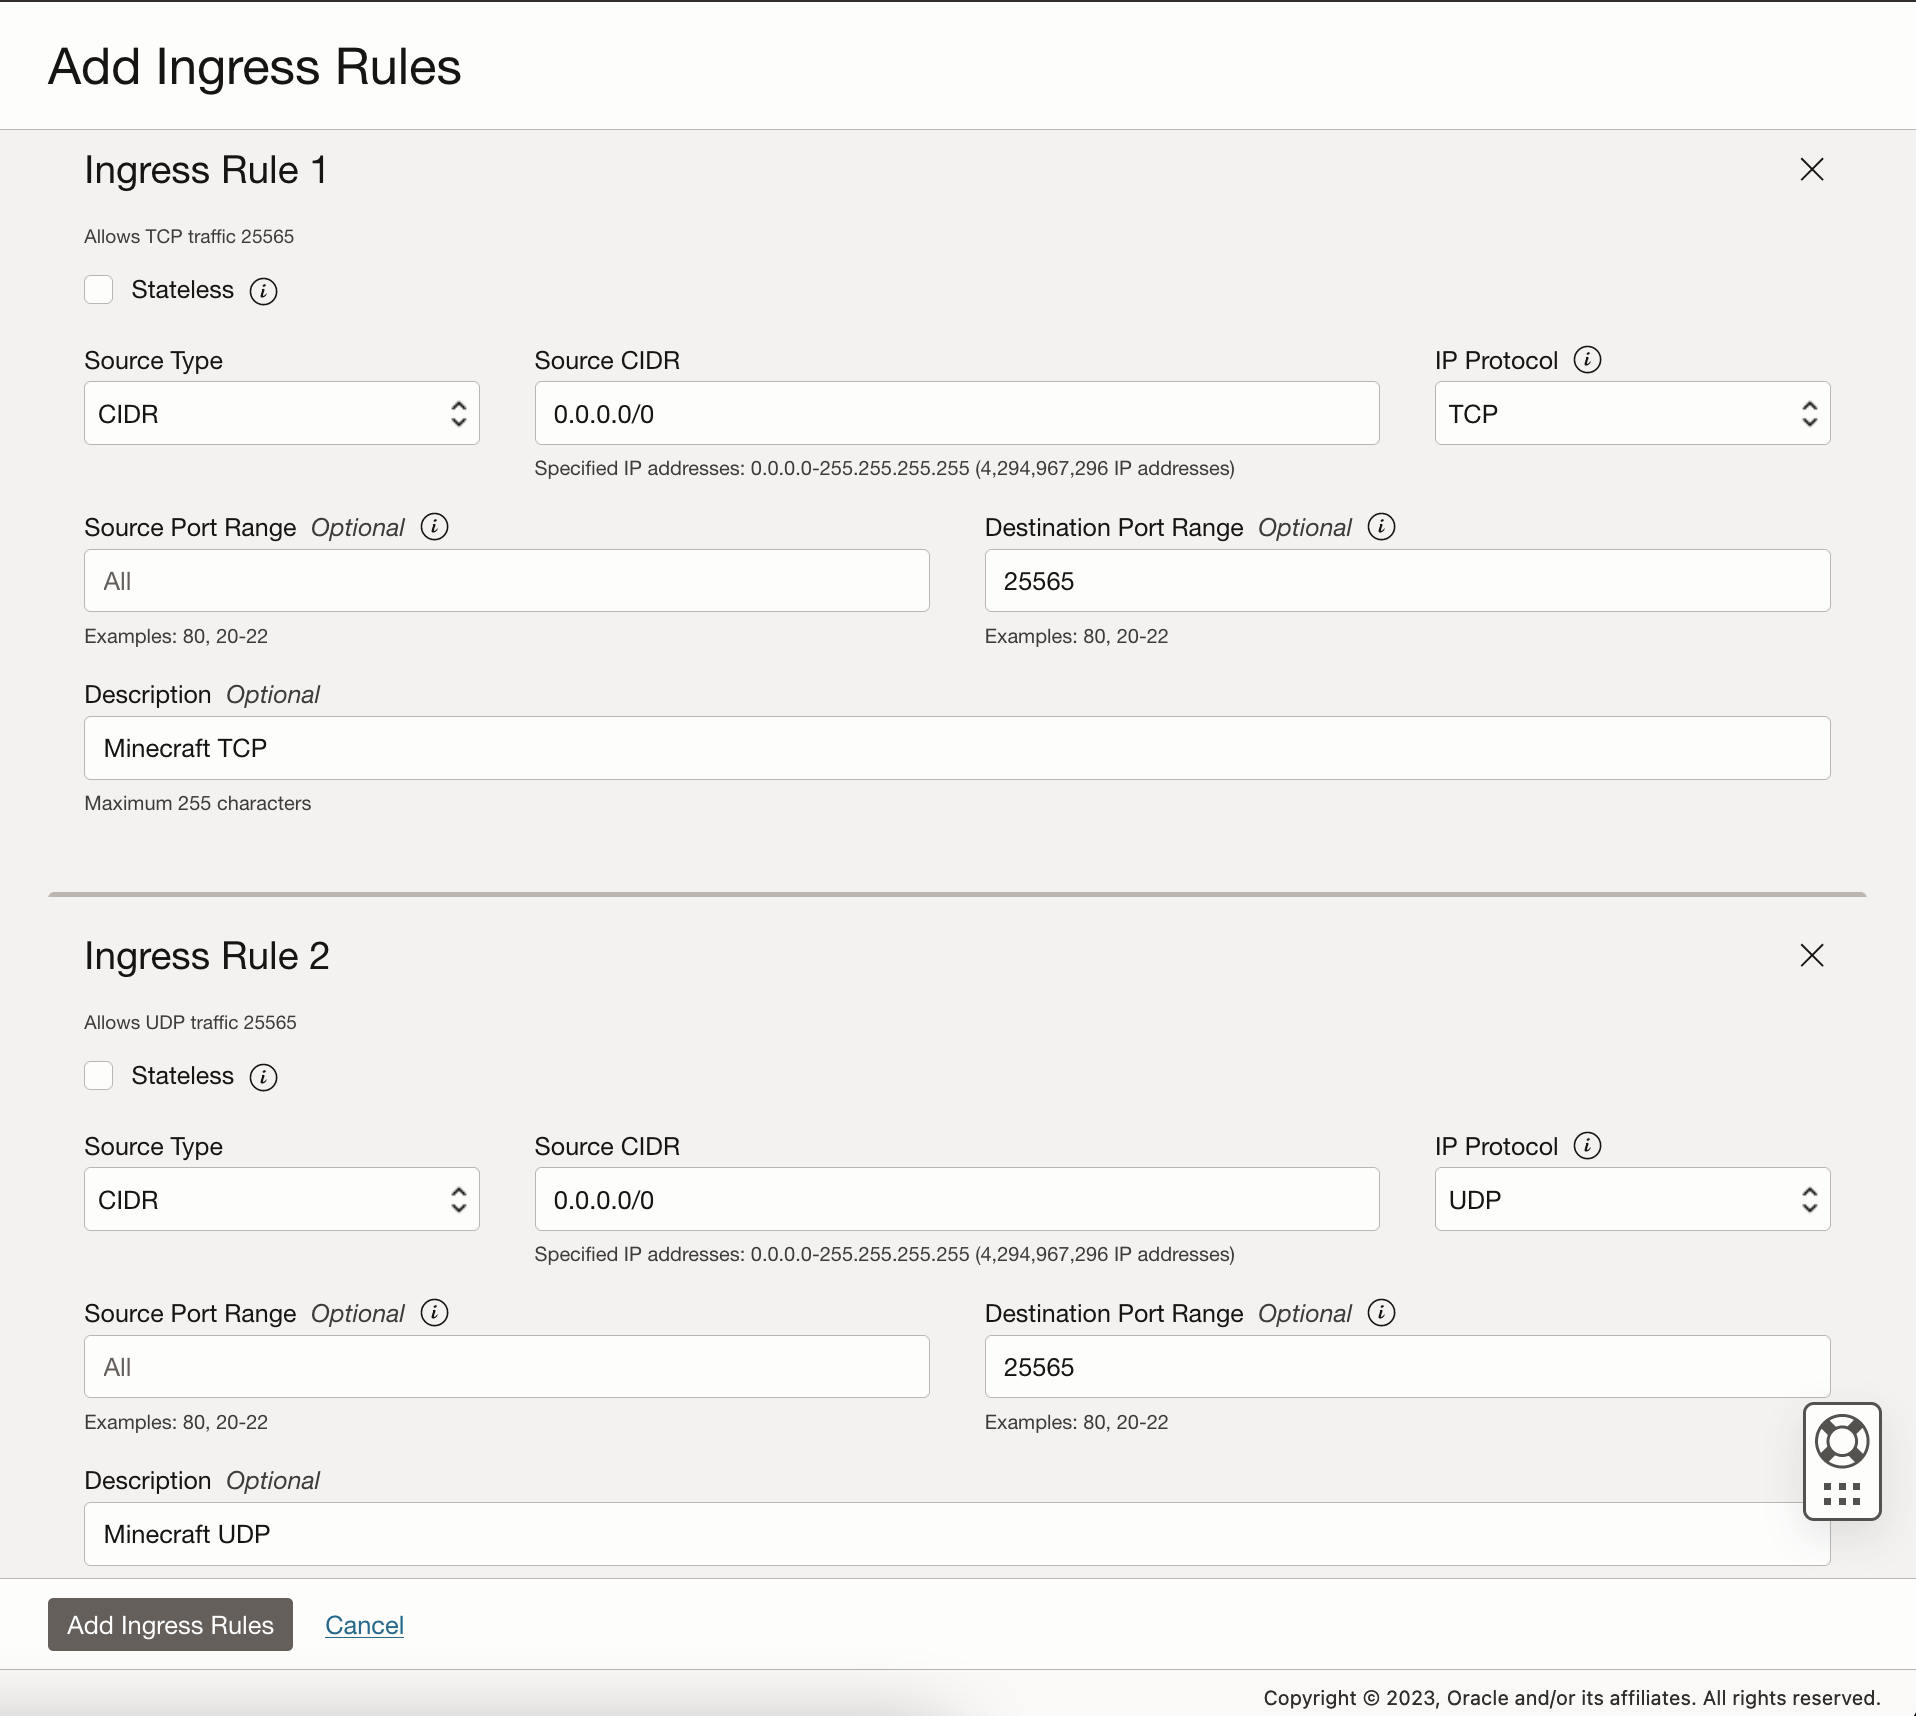 Add Ingress Rules
Ingress Rule 1
Allows TCP traffic 25565
Stateless
Source Type
Source CIDR
IP Protocol
CIDR
0.0.0.0/0
TCP
Specified IP addresses: 0.0.0.0-255.255.255.255 (4,294,967,296 IP addresses)
Source Port Range Optional
Destination Port Range Optional
All
25565
Examples: 80, 20-22
Examples: 80, 20-22
Description Optional
Minecraft TCP
Maximum 255 characters
Ingress Rule 2
Allows UDP traffic 25565
Stateless
Source Type
Source CIDR
IP Protocol
CIDR
0.0.0.0/0
UDP
Specified IP addresses: 0.0.0.0-255.255.255.255 (4,294,967,296 IP addresses)
Source Port Range Optional
Destination Port Range Optional
All
25565
Examples: 80, 20-22
Examples: 80, 20-22
Description Optional
Minecraft UDP
Add Ingress Rules
Cancel
Copyright © 2023, Oracle and/or its affiliates. All rights reserved.